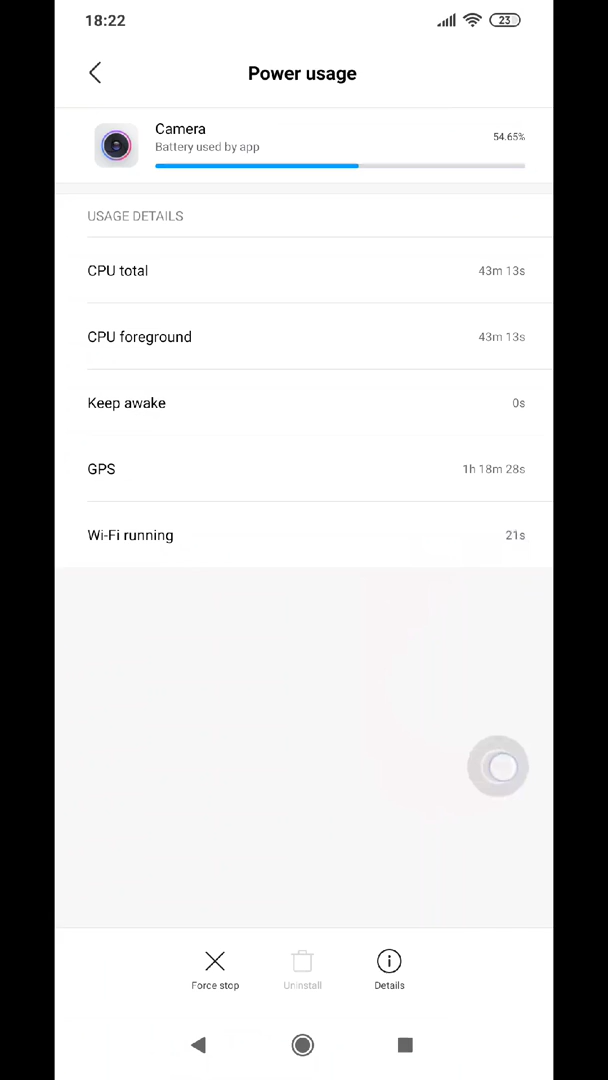 18:22
23
Power usage
Camera
54.65%
Battery used by app
USAGE DETAILS
CPU total
43m 13s
CPU foreground
43m 13s
Keep awake
0s
GPS
1h 18m 28s
Wi-Fi running
21s
Force stop
Uninstall
Details